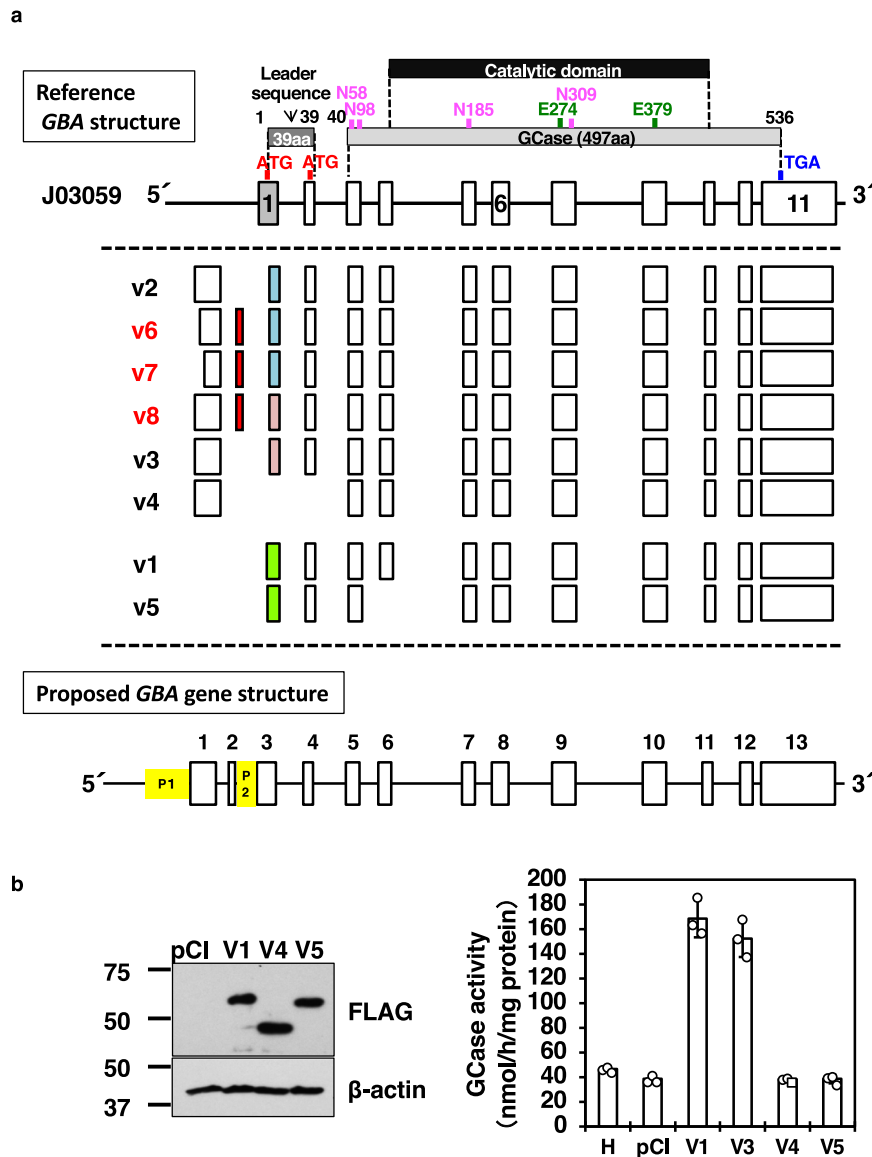 a
Reference
GBA structure
Leader
sequence
Catalytic domain
N58
N98
N185
E274
N309
E379
1
39
40
536
39aa
GCase (497aa)
ATG
ATG
TGA
J03059
5´
1
6
11
3´
v2
v6
v7
v8
v3
v4
v1
v5
Proposed GBA gene structure
1 2 3 4 5 6 7 8 9 10 11 12 13
5´
P1
P
2
3´
b
pCI V1 V4 V5
75
50
FLAG
50
37
β-actin
GCase activity
(nmol/h/mg protein)
200
180
160
140
120
100
80
60
40
20
0
H pCI V1 V3 V4 V5